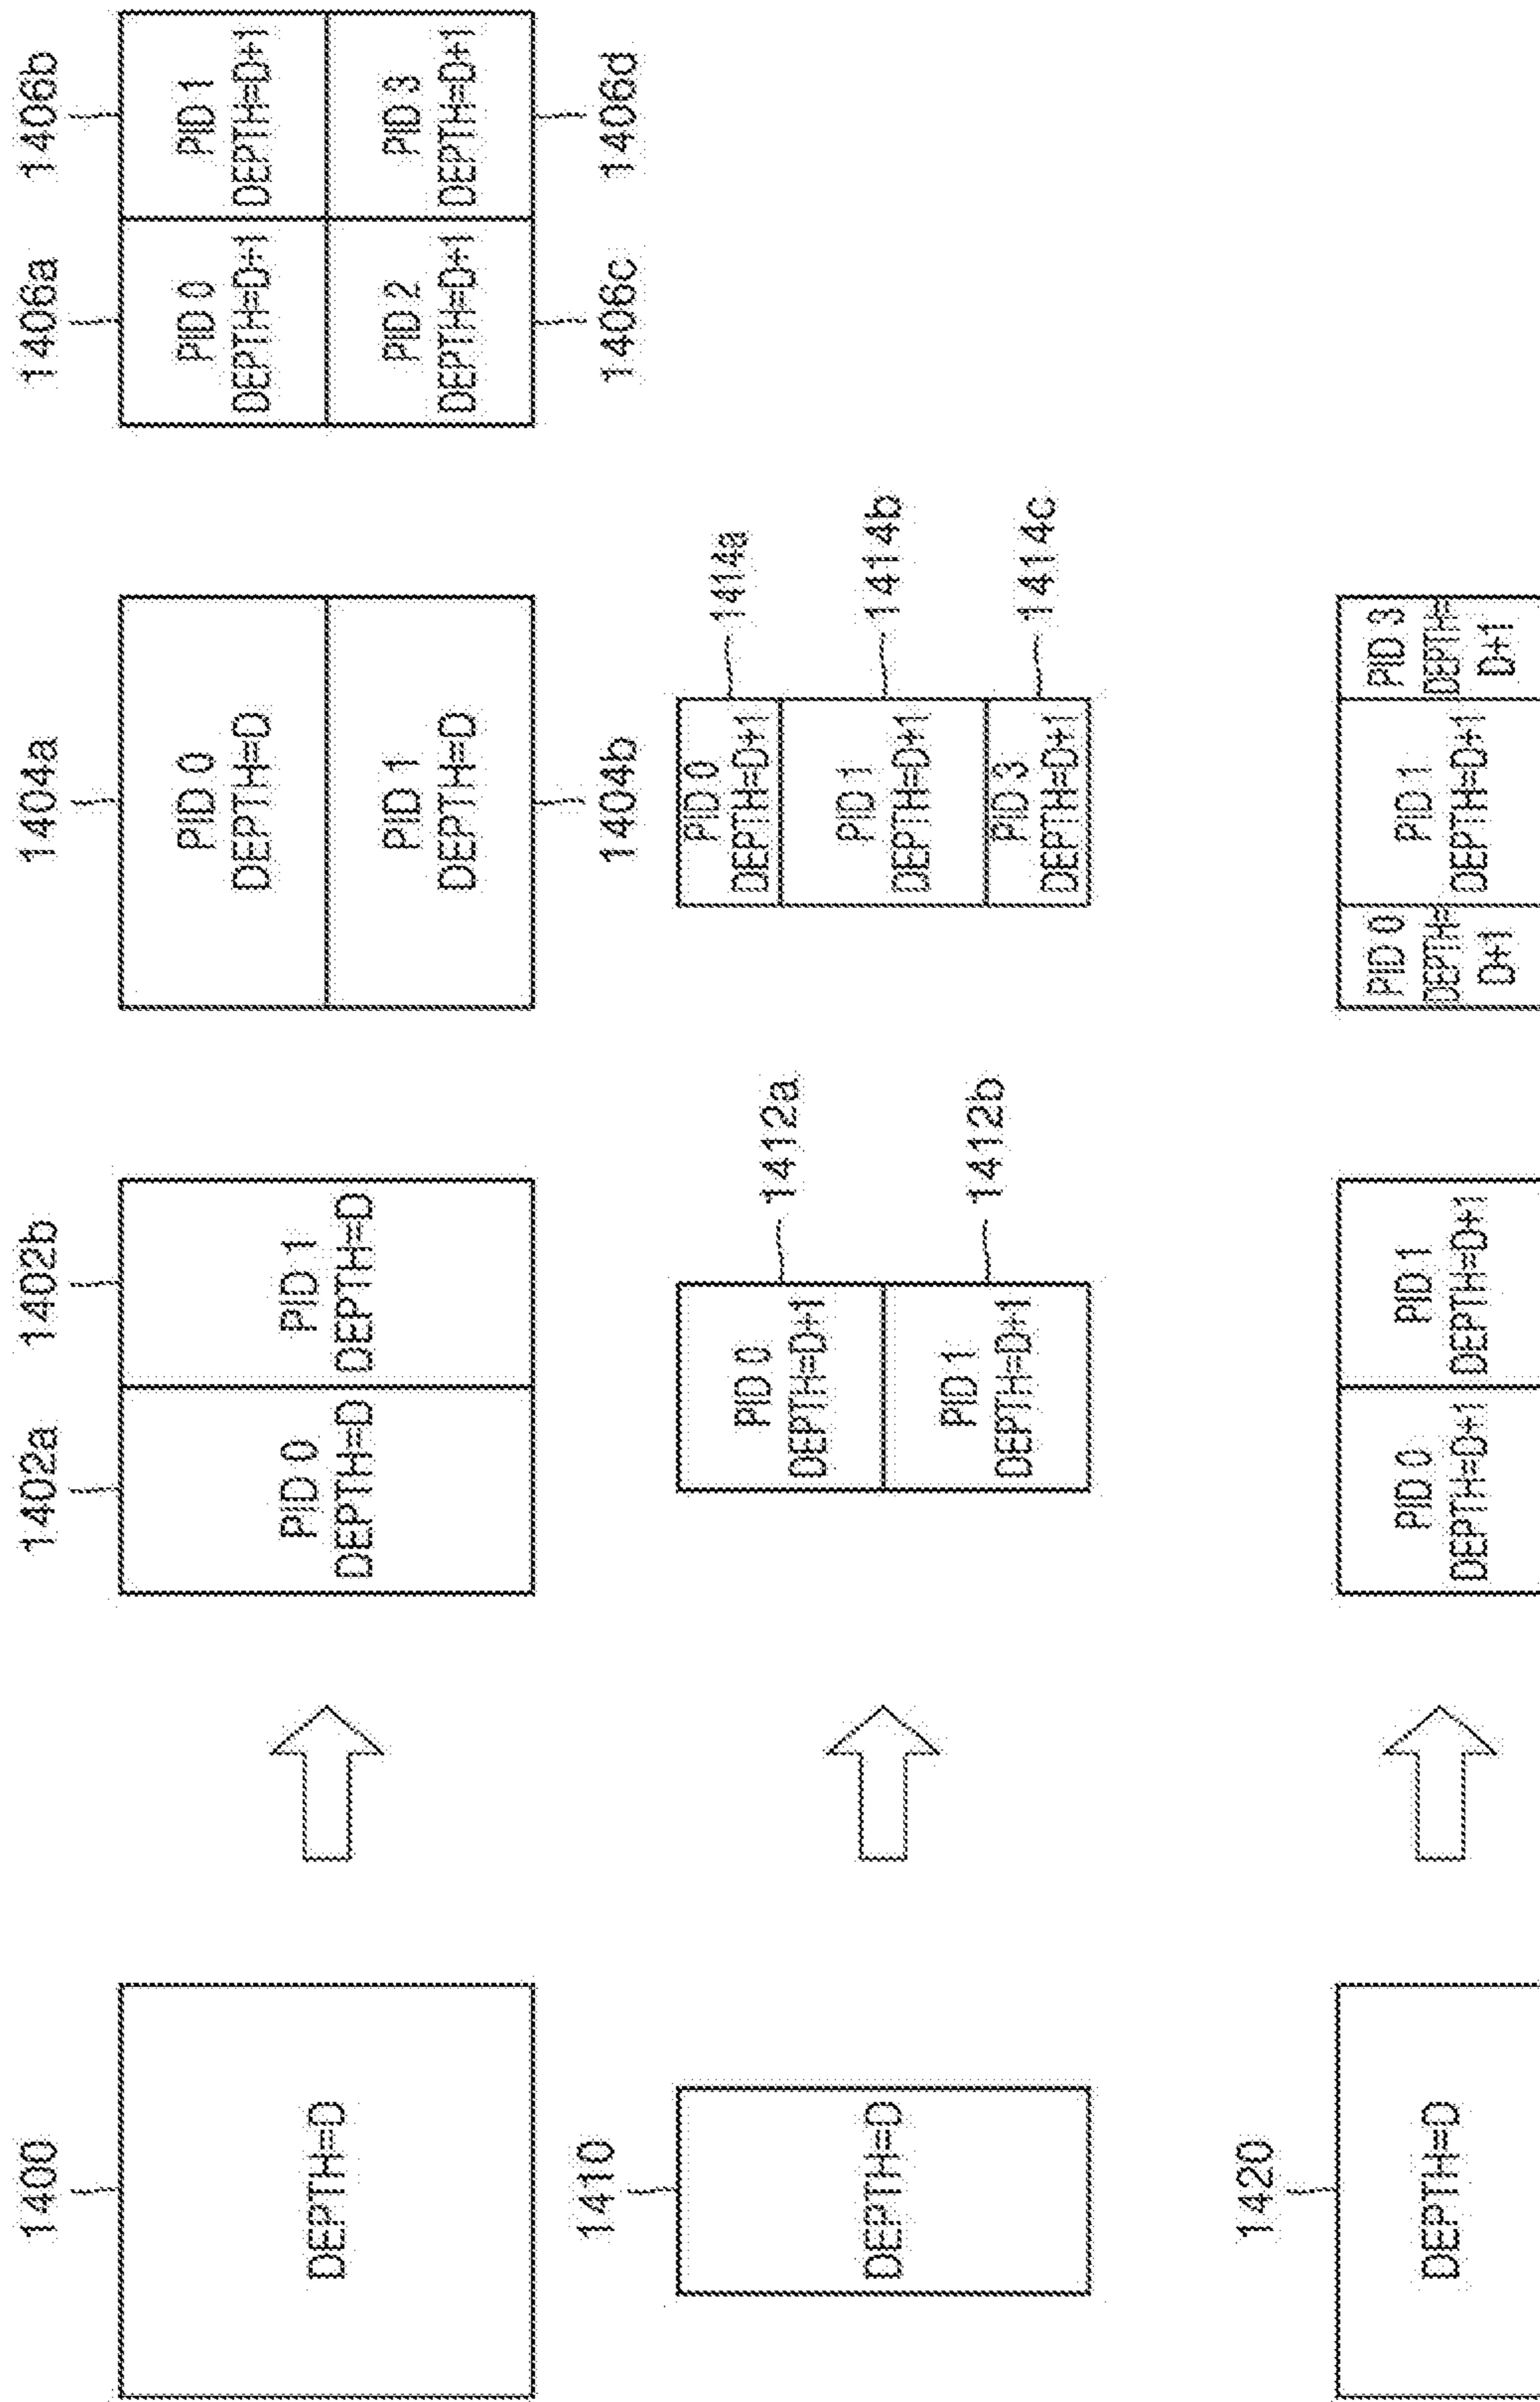 1400
DEPTH=D
1402a
1402b
PID 0
DEPTH=D
PID 1
DEPTH=D
1404a
PID 0
DEPTH=D
PID 1
DEPTH=D
1404b
1406a
1406b
PID 0
DEPTH=D+1
PID 1
DEPTH=D+1
PID 2
DEPTH=D+1
PID 3
DEPTH=D+1
1406c
1406d
1410
DEPTH=D
PID 0
DEPTH=D+1
1412a
PID 1
DEPTH=D+1
1412b
PID 0
DEPTH=D+1
1414a
PID 1
DEPTH=D+1
1414b
PID 3
DEPTH=D+1
1414c
1420
DEPTH=D
PID 0
DEPTH=D+1
PID 1
DEPTH=D+1
PID 0
DEPTH=
D+1
PID 1
DEPTH=D+1
PID 3
DEPTH=
D+1